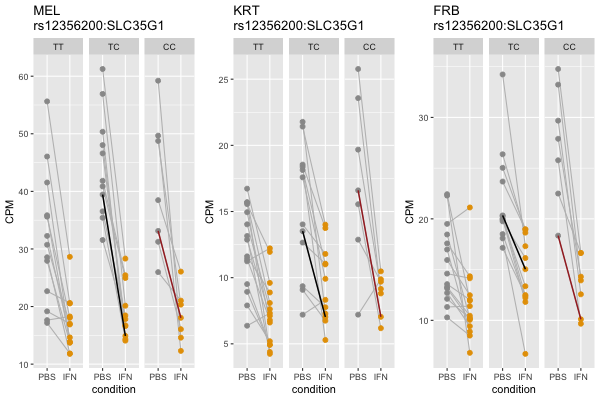 MEL
rs12356200:SLC35G1
TT TC CC
60
50
40
30
20
10
CPM
PBS IFN PBS IFN PBS IFN
condition
KRT
rs12356200:SLC35G1
TT TC CC
25
20
15
10
5
CPM
PBS IFN PBS IFN PBS IFN
condition
FRB
rs12356200:SLC35G1
TT TC CC
30
20
10
CPM
PBS IFN PBS IFN PBS IFN
condition